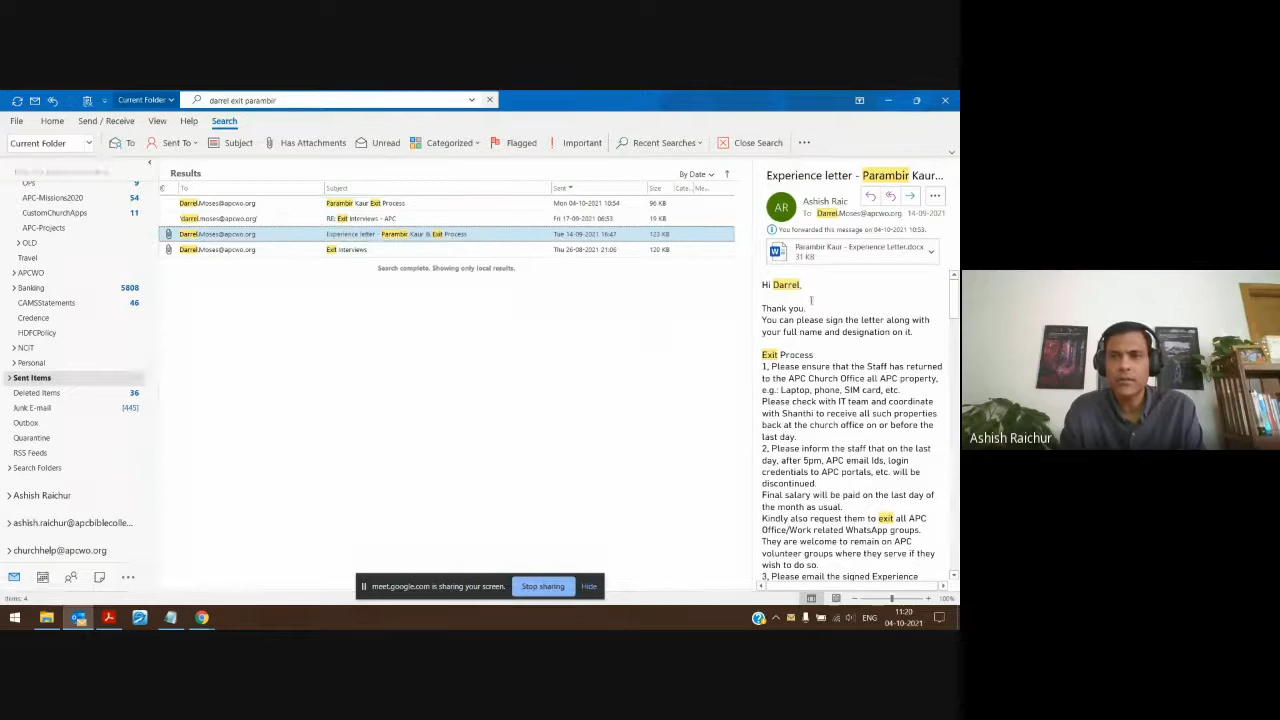 Current Folder
darrel exit parambir
File Home Send / Receive View Help Search
Current Folder To Sent To Subject Has Attachments Unread Categorized Flagged Important Recent Searches Close Search
Ops 9
APC-Missions2020 54
CustomChurchApps 11
APC-Projects
OLD
Travel
APCWO
Banking 5808
CAMSStatements 46
Credence
HDFCPolicy
NCIT
Personal
Sent Items
Deleted Items 36
Junk E-mail [445]
Outbox
Quarantine
RSS Feeds
Search Folders
Ashish Raichur
ashish.raichur@apcbiblecolle...
churchhelp@apcwo.org
Items: 4
Results By Date
To Subject Sent Size Cate... Me...
Darrel.Moses@apcwo.org Parambir Kaur Exit Process Mon 04-10-2021 10:54 96 KB
'darrel.moses@apcwo.org' RE: Exit Interviews - APC Fri 17-09-2021 06:53 19 KB
Darrel.Moses@apcwo.org Experience letter - Parambir Kaur & Exit Process Tue 14-09-2021 16:47 123 KB
Darrel.Moses@apcwo.org Exit Interviews Thu 26-08-2021 21:06 120 KB
Search complete. Showing only local results.
Experience letter - Parambir Kaur...
AR
Ashish Raic
To Darrel.Moses@apcwo.org 14-09-2021
You forwarded this message on 04-10-2021 10:53.
Parambir Kaur - Experience Letter.docx
31 KB
Hi Darrel,
Thank you.
You can please sign the letter along with
your full name and designation on it.
Exit Process
1, Please ensure that the Staff has returned
to the APC Church Office all APC property,
e.g.: Laptop, phone, SIM card, etc.
Please check with IT team and coordinate
with Shanthi to receive all such properties
back at the church office on or before the
last day.
2, Please inform the staff that on the last
day, after 5pm, APC email Ids, login
credentials to APC portals, etc. will be
discontinued.
Final salary will be paid on the last day of
the month as usual.
Kindly also request them to exit all APC
Office/Work related WhatsApp groups.
They are welcome to remain on APC
volunteer groups where they serve if they
wish to do so.
3, Please email the signed Experience
100%
meet.google.com is sharing your screen. Stop sharing Hide
ENG
11:20
04-10-2021
Ashish Raichur